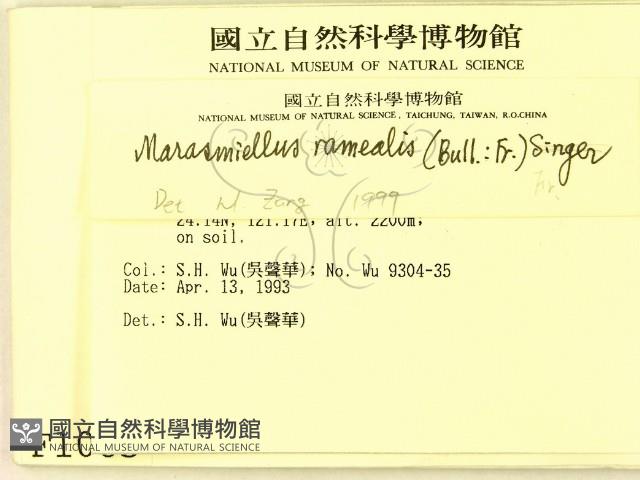 國立自然科學博物館
NATIONAL MUSEUM OF NATURAL SCIENCE
國立自然科學博物館
NATIONAL MUSEUM OF NATURAL SCIENCE, TAICHUNG, TAIWAN, R.O.CHINA
Marasmiellus ramealis (Bull.: Fr.) Singer
Det M. Zang 1999 Fr.
24.14N, 121.17E, alt. 2200m,
on soil.
Col.: S.H. Wu(吳聲華); No. Wu 9304-35
Date: Apr. 13, 1993
Det.: S.H. Wu(吳聲華)
國立自然科學博物館
NATIONAL MUSEUM OF NATURAL SCIENCE